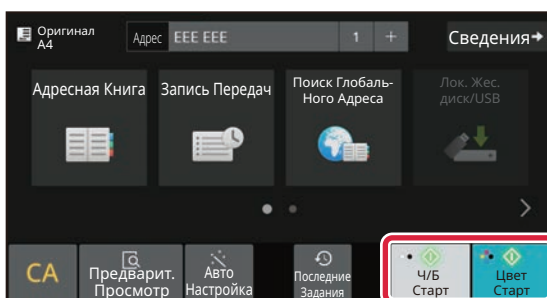 Оригинал
A4
Адрес EEE EEE 1 +
Сведения
Адресная Книга
Запись Передач
Поиск Глобаль-
Ного Адреса
Лок. Жес.
диск/USB
CA
Предварит.
Просмотр
Авто
Настройка
Последние
Задания
Ч/Б
Старт
Цвет
Старт